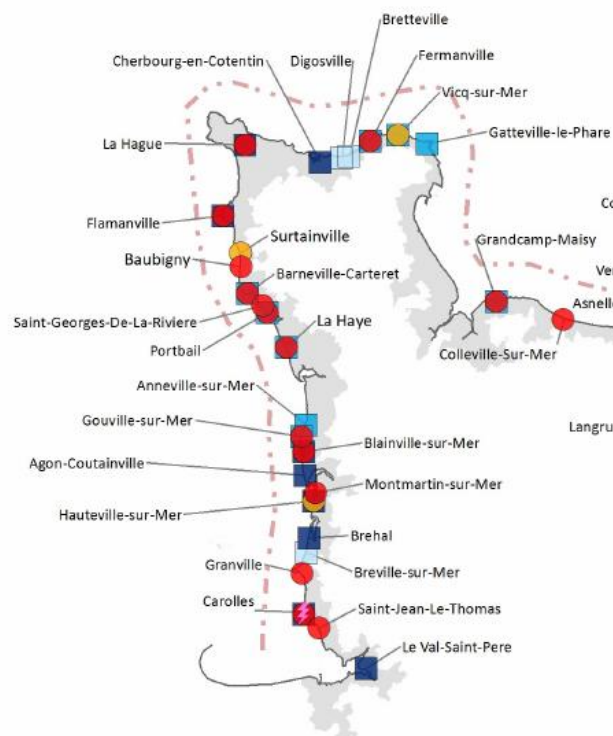 Bretteville
Cherbourg-en-Cotentin
Digosville
Fermanville
Vicq-sur-Mer
La Hague
Gatteville-le-Phare
Co
Flamanville
Surtainville
Grandcamp-Maisy
Baubigny
Ver
Barneville-Carteret
Asnelle
Saint-Georges-De-La-Riviere
La Haye
Portbail
Colleville-Sur-Mer
Anneville-sur-Mer
Gouville-sur-Mer
Langru
Blainville-sur-Mer
Agon-Coutainville
Montmartin-sur-Mer
Hauteville-sur-Mer
Brehal
Granville
Breville-sur-Mer
Carolles
Saint-Jean-Le-Thomas
Le Val-Saint-Pere